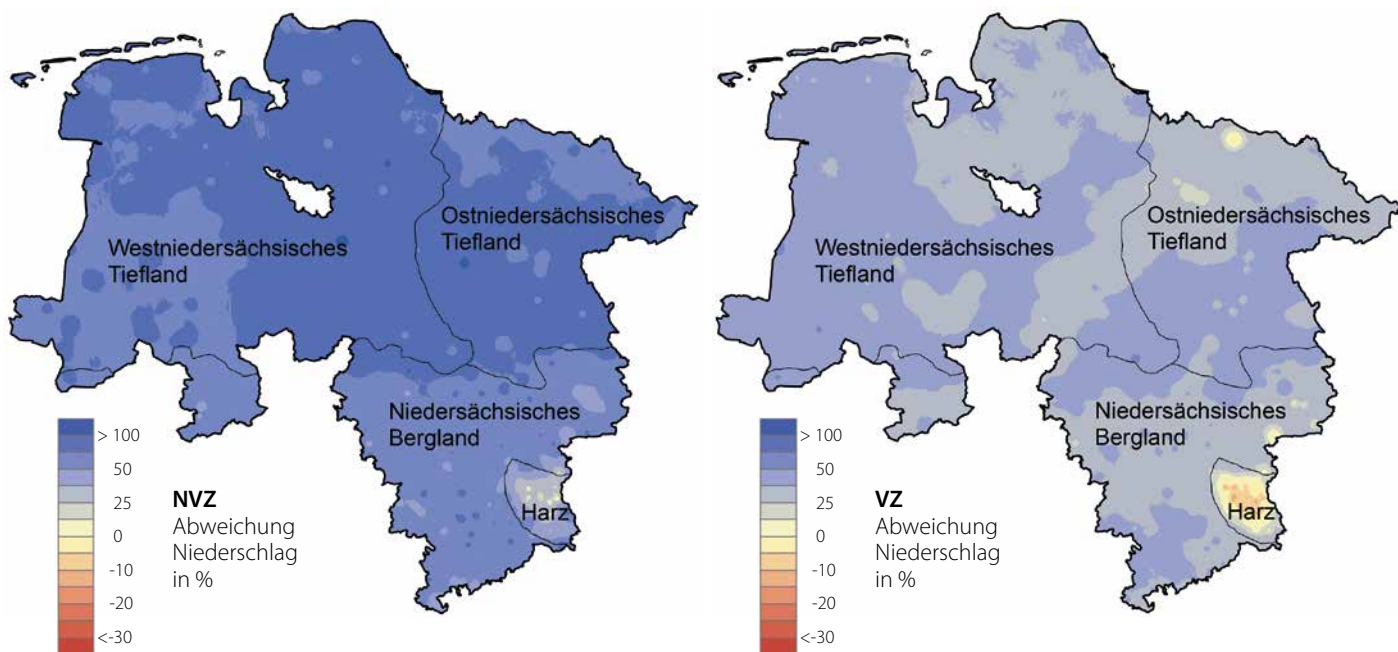 Westniedersächsisches
Tiefland
Ostniedersächsisches
Tiefland
Niedersächsisches
Bergland
Harz
> 100
50
25
0
-10
-20
<-30
NVZ
Abweichung
Niederschlag
in %
Westniedersächsisches
Tiefland
Ostniedersächsisches
Tiefland
Niedersächsisches
Bergland
Harz
> 100
50
25
0
-10
-20
<-30
VZ
Abweichung
Niederschlag
in %